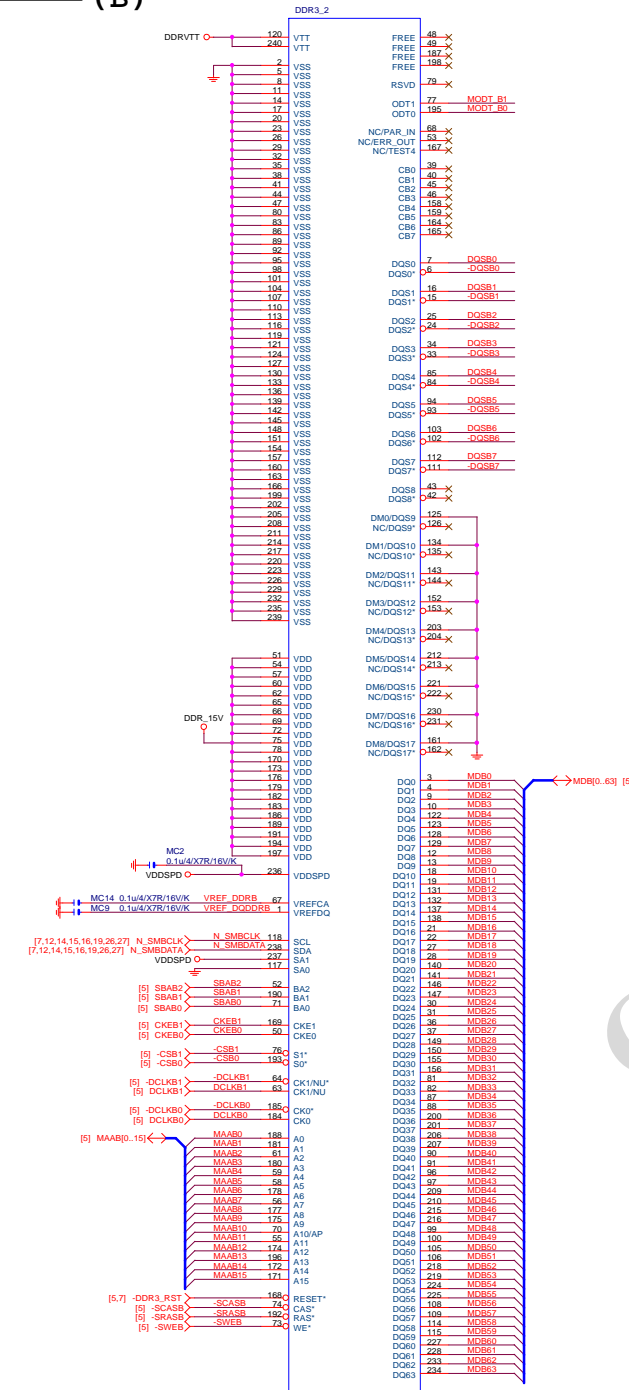 (B)
DDR3_2
DDRVTT 120 VTT
240 VTT
2 VSS
5 VSS
8 VSS
11 VSS
14 VSS
17 VSS
20 VSS
23 VSS
26 VSS
29 VSS
32 VSS
35 VSS
38 VSS
41 VSS
44 VSS
47 VSS
80 VSS
83 VSS
86 VSS
89 VSS
92 VSS
95 VSS
98 VSS
101 VSS
104 VSS
107 VSS
110 VSS
113 VSS
116 VSS
119 VSS
121 VSS
124 VSS
127 VSS
130 VSS
133 VSS
136 VSS
139 VSS
142 VSS
145 VSS
148 VSS
151 VSS
154 VSS
157 VSS
160 VSS
163 VSS
166 VSS
199 VSS
202 VSS
205 VSS
208 VSS
211 VSS
214 VSS
217 VSS
220 VSS
223 VSS
226 VSS
229 VSS
232 VSS
235 VSS
239 VSS
51 VDD
54 VDD
57 VDD
60 VDD
62 VDD
65 VDD
66 VDD
DDR_15V 69 VDD
72 VDD
75 VDD
78 VDD
170 VDD
173 VDD
176 VDD
179 VDD
182 VDD
183 VDD
186 VDD
189 VDD
191 VDD
194 VDD
197 VDD
MC2
0.1u/4/X7R/16V/K
VDDSPD 236 VDDSPD
MC14 0.1u/4/X7R/16V/K VREF_DDRB 67 VREFCA
MC9 0.1u/4/X7R/16V/K VREF_DQDDRB 1 VREFDQ
[7,12,14,15,16,19,26,27] N_SMBCLK N_SMBCLK 118 SCL
[7,12,14,15,16,19,26,27] N_SMBDATA N_SMBDATA 238 SDA
VDDSPD 237 SA1
117 SA0
[5] SBAB2 SBAB2 52 BA2
[5] SBAB1 SBAB1 190 BA1
[5] SBAB0 SBAB0 71 BA0
[5] CKEB1 CKEB1 169 CKE1
[5] CKEB0 CKEB0 50 CKE0
[5] -CSB1 -CSB1 76 S1*
[5] -CSB0 -CSB0 193 S0*
[5] -DCLKB1 -DCLKB1 64 CK1/NU*
[5] DCLKB1 DCLKB1 63 CK1/NU
[5] -DCLKB0 -DCLKB0 185 CK0*
[5] DCLKB0 DCLKB0 184 CK0
[5] MAAB[0..15] MAAB0 188 A0
MAAB1 181 A1
MAAB2 61 A2
MAAB3 180 A3
MAAB4 59 A4
MAAB5 58 A5
MAAB6 178 A6
MAAB7 56 A7
MAAB8 177 A8
MAAB9 175 A9
MAAB10 70 A10/AP
MAAB11 55 A11
MAAB12 174 A12
MAAB13 196 A13
MAAB14 172 A14
MAAB15 171 A15
[5,7] -DDR3_RST 168 RESET*
[5] -SCASB -SCASB 74 CAS*
[5] -SRASB -SRASB 192 RAS*
[5] -SWEB -SWEB 73 WE*
FREE 48
FREE 49
FREE 187
FREE 198
RSVD 79
ODT1 77 MODT_B1
ODT0 195 MODT_B0
NC/PAR_IN 68
NC/ERR_OUT 53
NC/TEST4 167
CB0 39
CB1 40
CB2 45
CB3 46
CB4 158
CB5 159
CB6 164
CB7 165
DQS0 7 DQSB0
DQS0* 6 -DQSB0
DQS1 16 DQSB1
DQS1* 15 -DQSB1
DQS2 25 DQSB2
DQS2* 24 -DQSB2
DQS3 34 DQSB3
DQS3* 33 -DQSB3
DQS4 85 DQSB4
DQS4* 84 -DQSB4
DQS5 94 DQSB5
DQS5* 93 -DQSB5
DQS6 103 DQSB6
DQS6* 102 -DQSB6
DQS7 112 DQSB7
DQS7* 111 -DQSB7
DQS8 43
DQS8* 42
DM0/DQS9 125
NC/DQS9* 126
DM1/DQS10 134
NC/DQS10* 135
DM2/DQS11 143
NC/DQS11* 144
DM3/DQS12 152
NC/DQS12* 153
DM4/DQS13 203
NC/DQS13* 204
DM5/DQS14 212
NC/DQS14* 213
DM6/DQS15 221
NC/DQS15* 222
DM7/DQS16 230
NC/DQS16* 231
DM8/DQS17 161
NC/DQS17* 162
DQ0 3 MDB0 MDB[0..63] [5
DQ1 4 MDB1
DQ2 9 MDB2
DQ3 10 MDB3
DQ4 122 MDB4
DQ5 123 MDB5
DQ6 128 MDB6
DQ7 129 MDB7
DQ8 12 MDB8
DQ9 13 MDB9
DQ10 18 MDB10
DQ11 19 MDB11
DQ12 131 MDB12
DQ13 132 MDB13
DQ14 137 MDB14
DQ15 138 MDB15
DQ16 21 MDB16
DQ17 22 MDB17
DQ18 27 MDB18
DQ19 28 MDB19
DQ20 140 MDB20
DQ21 141 MDB21
DQ22 146 MDB22
DQ23 147 MDB23
DQ24 30 MDB24
DQ25 31 MDB25
DQ26 36 MDB26
DQ27 37 MDB27
DQ28 149 MDB28
DQ29 150 MDB29
DQ30 155 MDB30
DQ31 156 MDB31
DQ32 81 MDB32
DQ33 82 MDB33
DQ34 87 MDB34
DQ35 88 MDB35
DQ36 200 MDB36
DQ37 201 MDB37
DQ38 206 MDB38
DQ39 207 MDB39
DQ40 90 MDB40
DQ41 91 MDB41
DQ42 96 MDB42
DQ43 97 MDB43
DQ44 209 MDB44
DQ45 210 MDB45
DQ46 215 MDB46
DQ47 216 MDB47
DQ48 99 MDB48
DQ49 100 MDB49
DQ50 105 MDB50
DQ51 106 MDB51
DQ52 218 MDB52
DQ53 219 MDB53
DQ54 224 MDB54
DQ55 225 MDB55
DQ56 108 MDB56
DQ57 109 MDB57
DQ58 114 MDB58
DQ59 115 MDB59
DQ60 227 MDB60
DQ61 228 MDB61
DQ62 233 MDB62
DQ63 234 MDB63